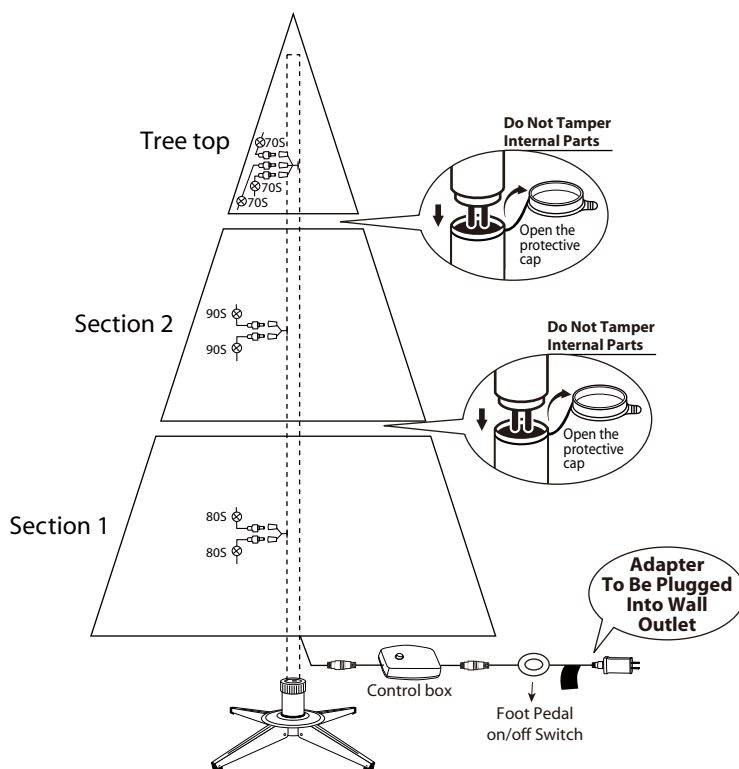 Do Not Tamper
Internal Parts
Tree top
70S
70S
70S
Open the
protective
cap
Section 2
90S
90S
Do Not Tamper
Internal Parts
Open the
protective
cap
Section 1
80S
80S
Adapter
To Be Plugged
Into Wall
Outlet
Control box
Foot Pedal
on/off Switch